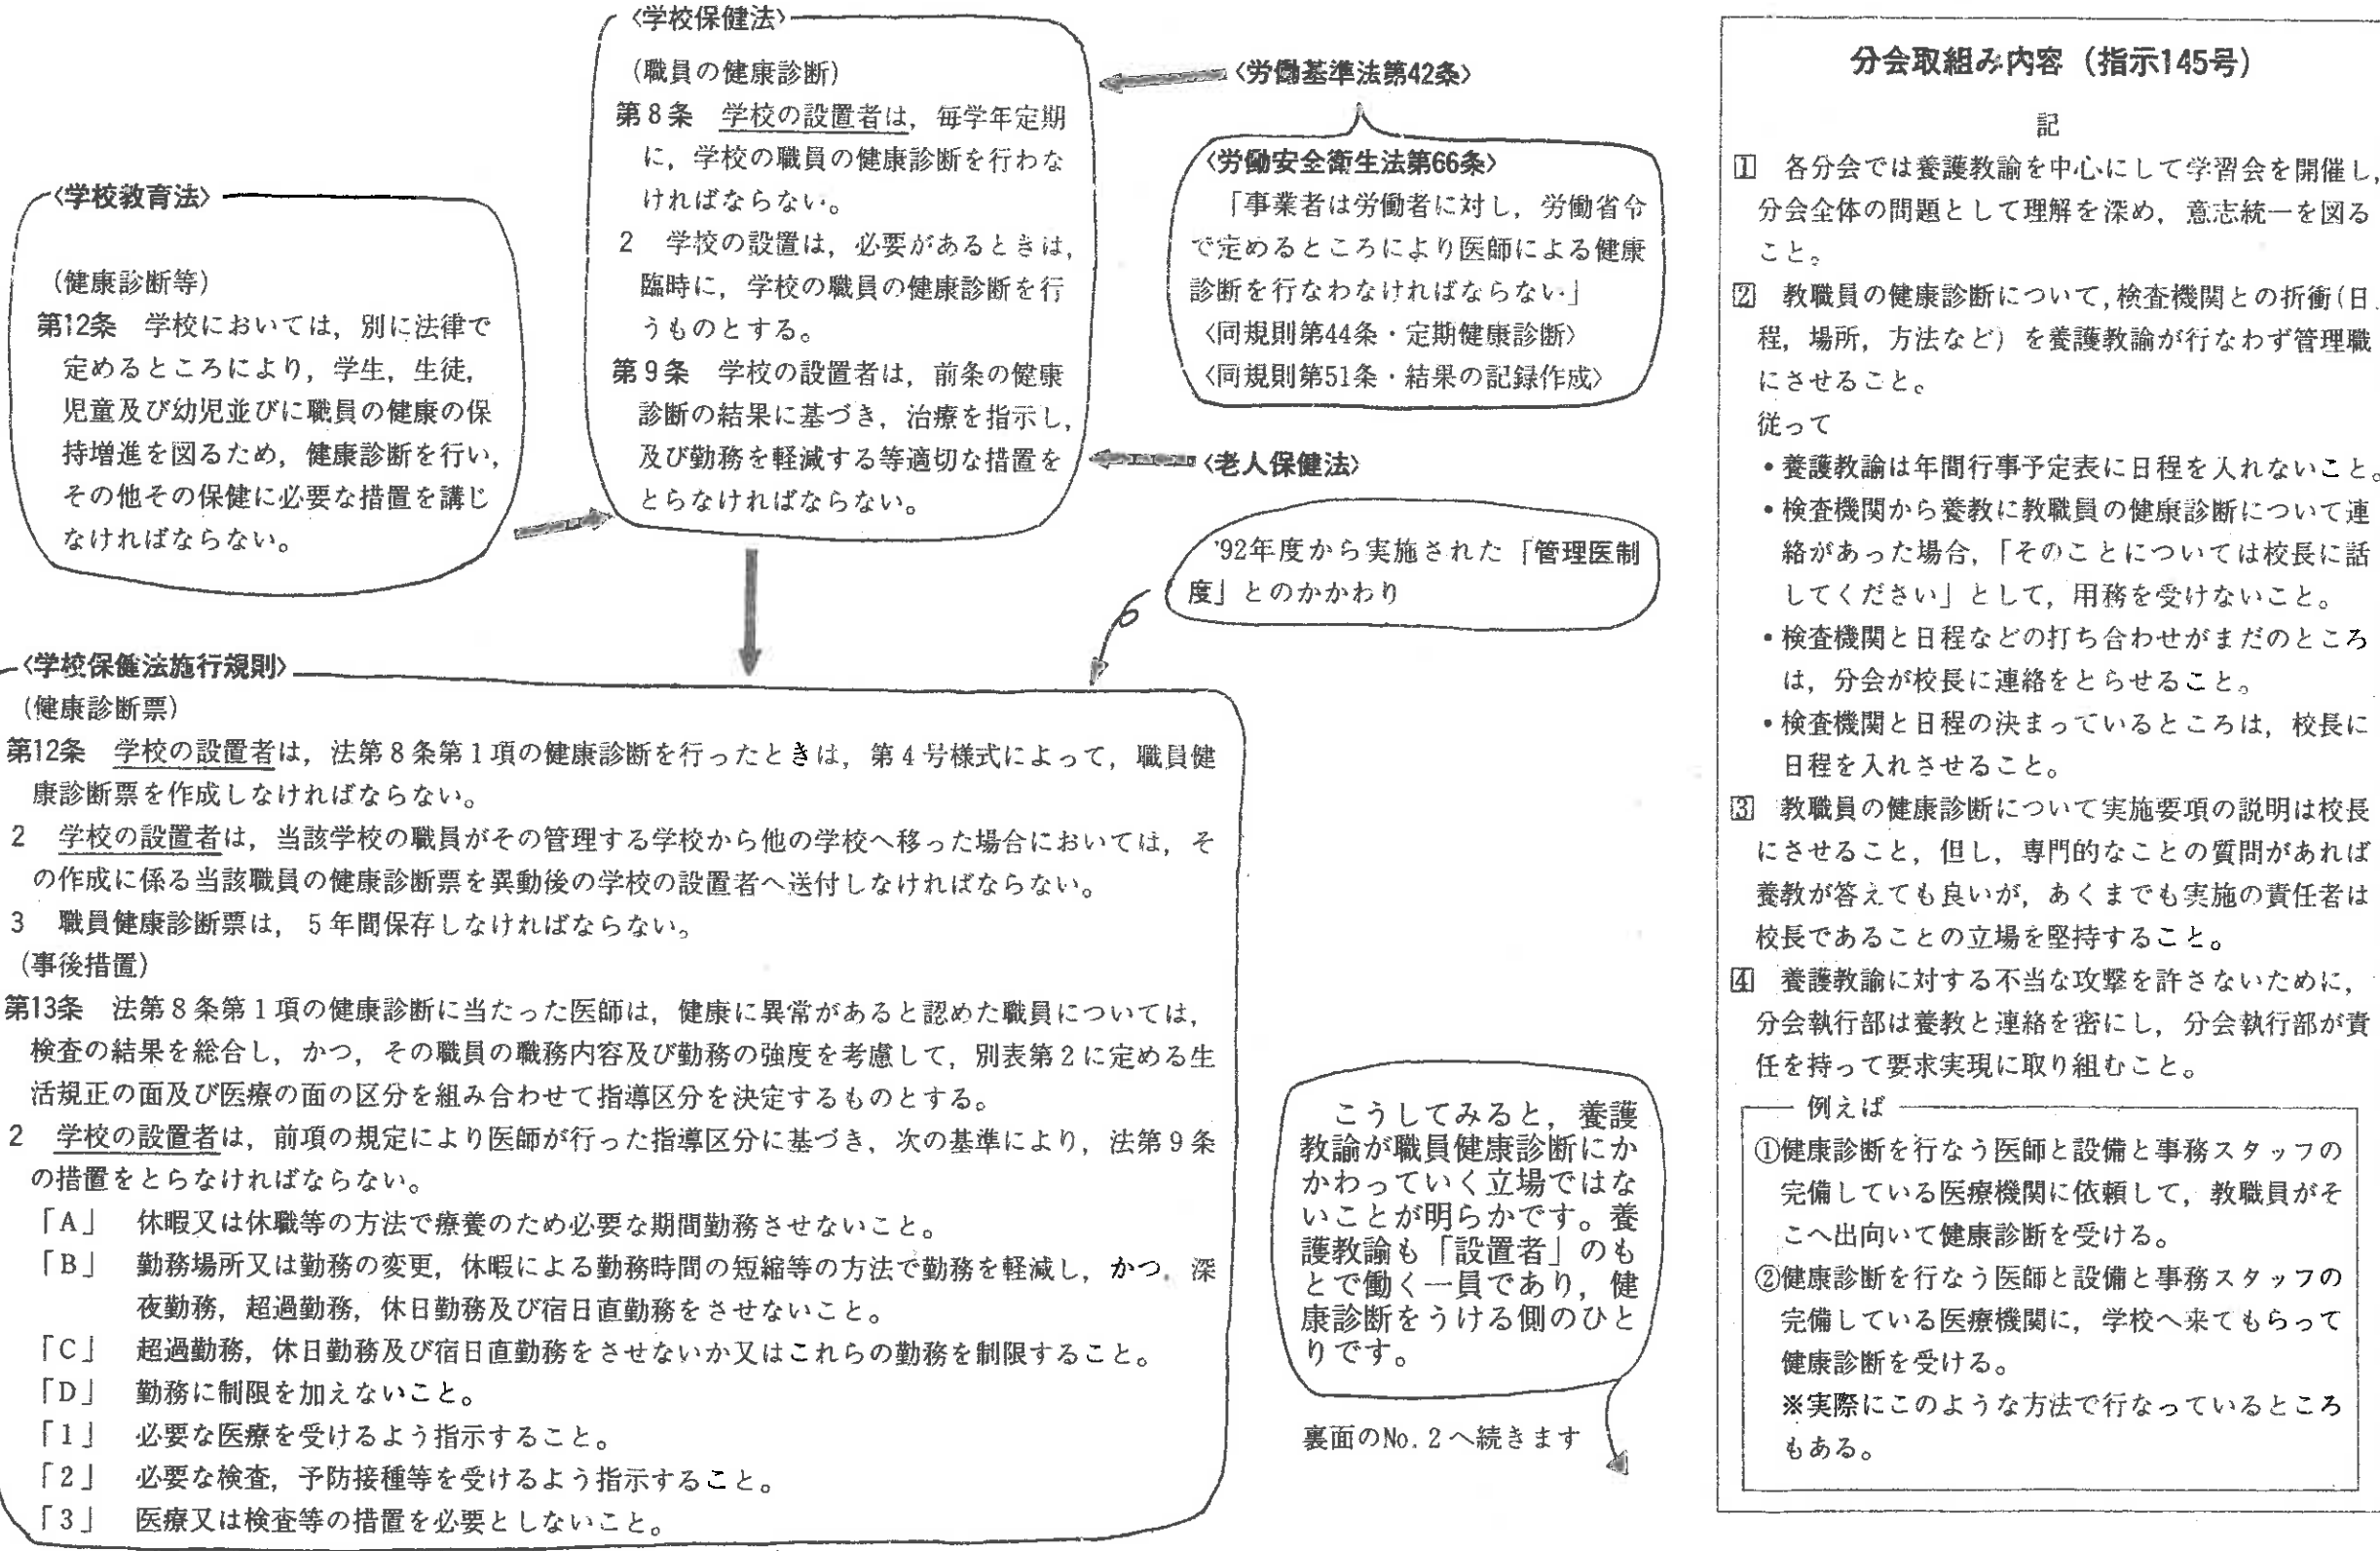 〈学校教育法〉
(健康診断等)
第12条　学校においては，別に法律で
定めるところにより，学生，生徒，
児童及び幼児並びに職員の健康の保
持増進を図るため，健康診断を行い，
その他その保健に必要な措置を講じ
なければならない。
〈学校保健法〉
(職員の健康診断)
第８条　学校の設置者は，毎学年定期
に，学校の職員の健康診断を行わな
ければならない。
２　学校の設置は，必要があるときは，
臨時に，学校の職員の健康診断を行
うものとする。
第９条　学校の設置者は，前条の健康
診断の結果に基づき，治療を指示し，
及び勤務を軽減する等適切な措置を
とらなければならない。
〈労働基準法第42条〉
〈労働安全衛生法第66条〉
「事業者は労働者に対し，労働省令
で定めるところにより医師による健康
診断を行なわなければならない」
〈同規則第44条・定期健康診断〉
〈同規則第51条・結果の記録作成〉
〈老人保健法〉
'92年度から実施された「管理医制
度」とのかかわり
〈学校保健法施行規則〉
(健康診断票)
第12条　学校の設置者は，法第８条第１項の健康診断を行ったときは，第４号様式によって，職員健
康診断票を作成しなければならない。
２　学校の設置者は，当該学校の職員がその管理する学校から他の学校へ移った場合においては，そ
の作成に係る当該職員の健康診断票を異動後の学校の設置者へ送付しなければならない。
３　職員健康診断票は，５年間保存しなければならない。
(事後措置)
第13条　法第８条第１項の健康診断に当たった医師は，健康に異常があると認めた職員については，
検査の結果を総合し，かつ，その職員の職務内容及び勤務の強度を考慮して，別表第２に定める生
活規正の面及び医療の面の区分を組み合わせて指導区分を決定するものとする。
２　学校の設置者は，前項の規定により医師が行った指導区分に基づき，次の基準により，法第９条
の措置をとらなければならない。
「Ａ」　休暇又は休職等の方法で療養のため必要な期間勤務させないこと。
「Ｂ」　勤務場所又は勤務の変更，休暇による勤務時間の短縮等の方法で勤務を軽減し，かつ，深
夜勤務，超過勤務，休日勤務及び宿日直勤務をさせないこと。
「Ｃ」　超過勤務，休日勤務及び宿日直勤務をさせないか又はこれらの勤務を制限すること。
「Ｄ」　勤務に制限を加えないこと。
「１」　必要な医療を受けるよう指示すること。
「２」　必要な検査，予防接種等を受けるよう指示すること。
「３」　医療又は検査等の措置を必要としないこと。
こうしてみると，養護
教諭が職員健康診断にか
かわっていく立場ではな
いことが明らかです。養
護教諭も「設置者」のも
とで働く一員であり，健
康診断をうける側のひと
りです。
裏面のNo.２へ続きます
分会取組み内容（指示145号）
記
1　各分会では養護教諭を中心にして学習会を開催し，
分会全体の問題として理解を深め，意志統一を図る
こと。
2　教職員の健康診断について，検査機関との折衝(日
程，場所，方法など）を養護教諭が行なわず管理職
にさせること。
従って
・養護教諭は年間行事予定表に日程を入れないこと。
・検査機関から養教に教職員の健康診断について連
絡があった場合，「そのことについては校長に話
してください」として，用務を受けないこと。
・検査機関と日程などの打ち合わせがまだのところ
は，分会が校長に連絡をとらせること。
・検査機関と日程の決まっているところは，校長に
日程を入れさせること。
3　教職員の健康診断について実施要項の説明は校長
にさせること，但し，専門的なことの質問があれば
養教が答えても良いが，あくまでも実施の責任者は
校長であることの立場を堅持すること。
4　養護教諭に対する不当な攻撃を許さないために，
分会執行部は養教と連絡を密にし，分会執行部が責
任を持って要求実現に取り組むこと。
例えば
①健康診断を行なう医師と設備と事務スタッフの
完備している医療機関に依頼して，教職員がそ
こへ出向いて健康診断を受ける。
②健康診断を行なう医師と設備と事務スタッフの
完備している医療機関に，学校へ来てもらって
健康診断を受ける。
※実際にこのような方法で行なっているところ
もある。